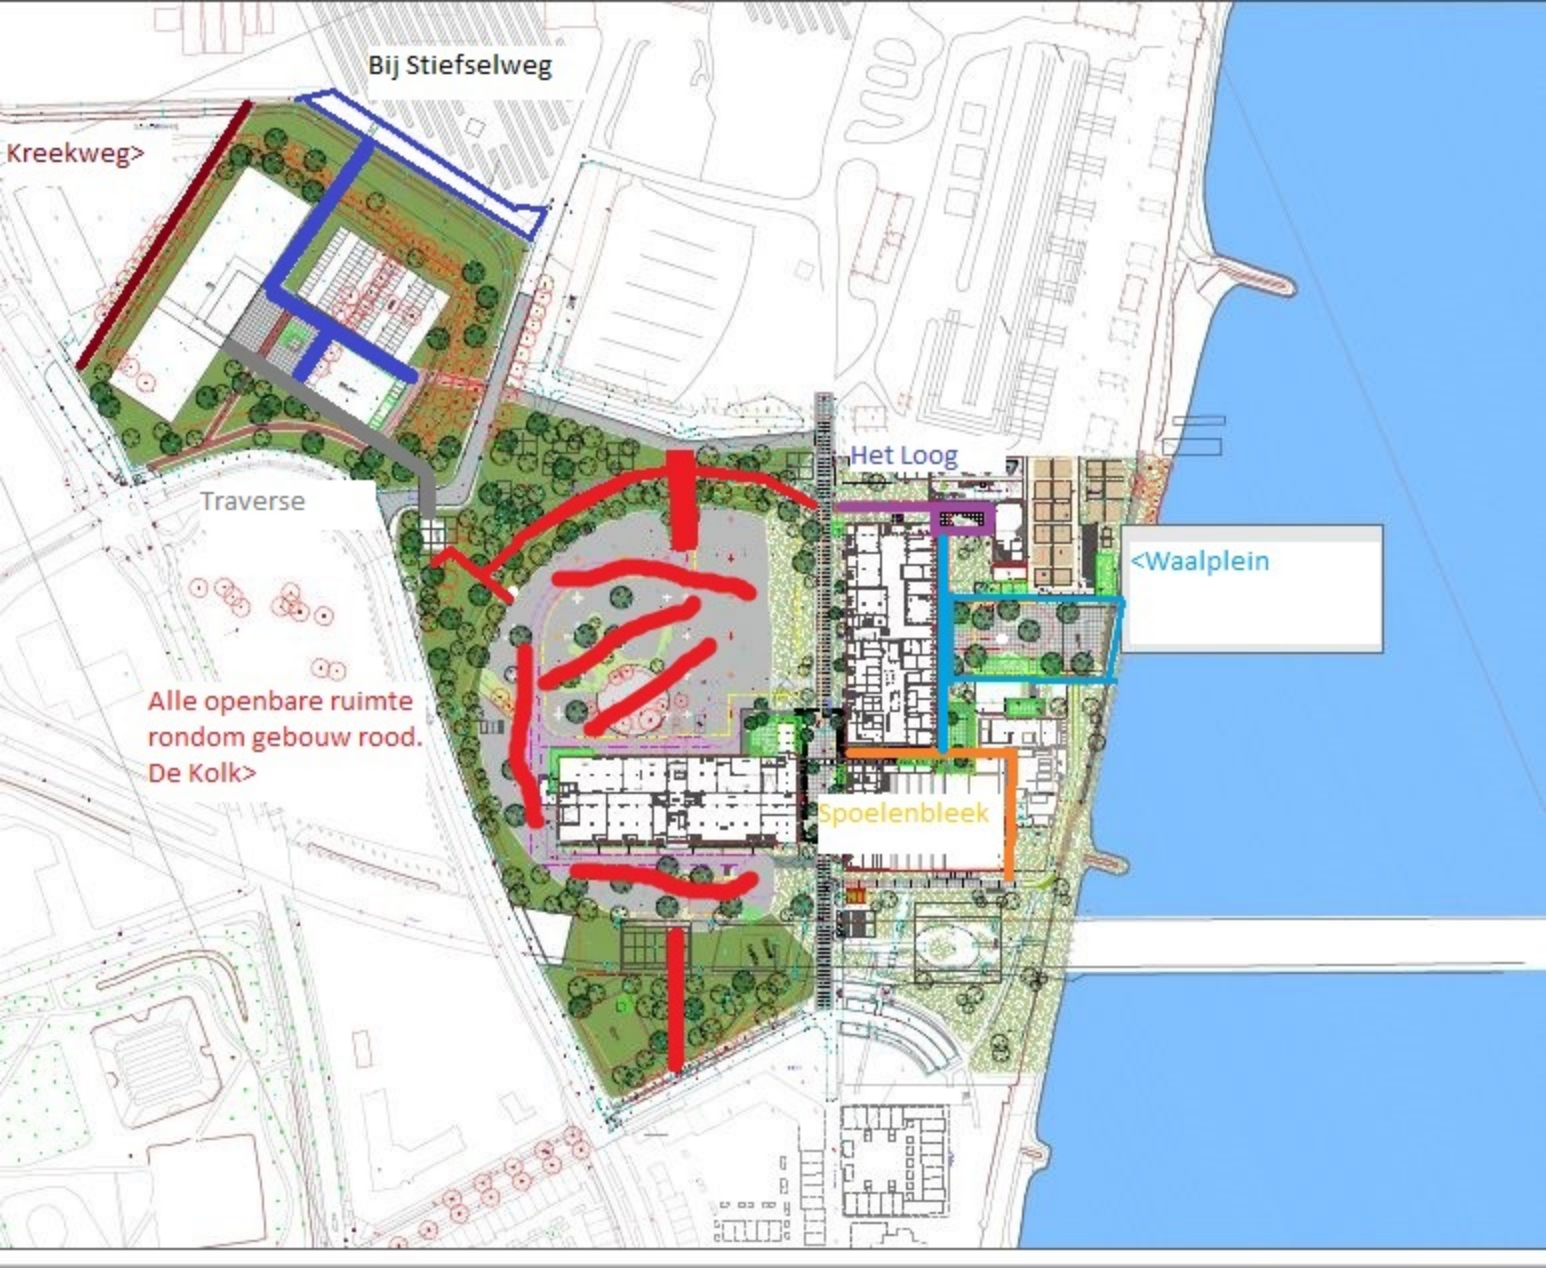 Bij Stiefselweg
Kreekweg>
Het Loog
Traverse
<Waalplein
Alle openbare ruimte
rondom gebouw rood.
De Kolk>
Spoelenbleek